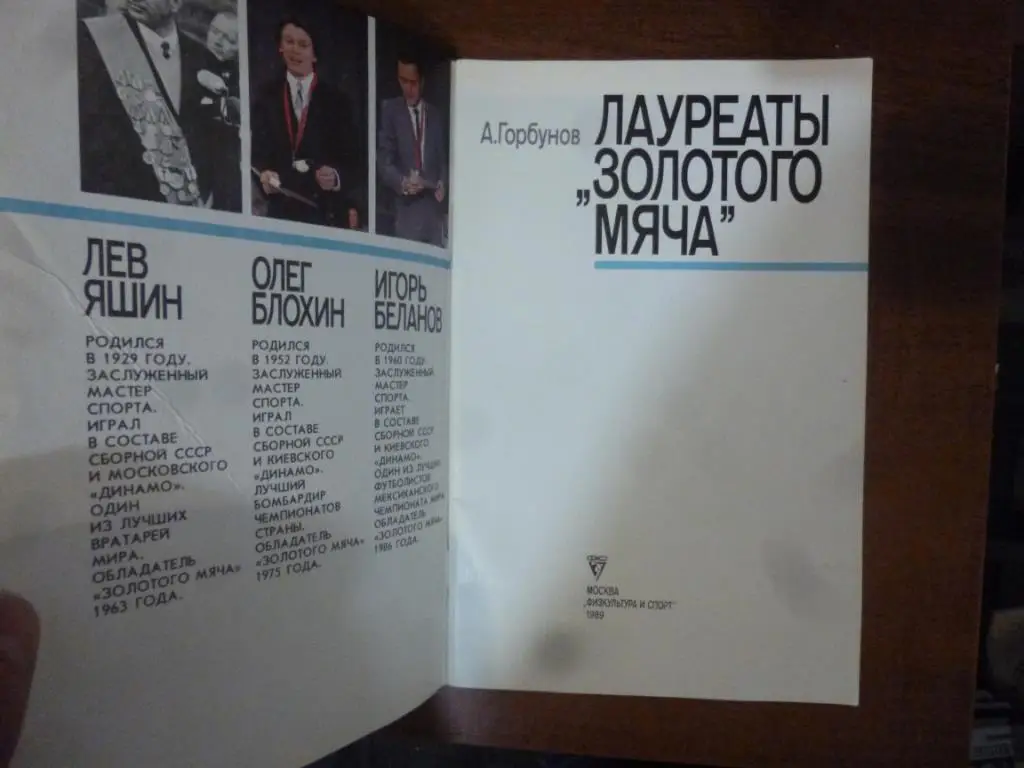 ЛЕВ
ЯШИН
РОДИЛСЯ
В 1929 ГОДУ.
ЗАСЛУЖЕННЫЙ
МАСТЕР
СПОРТА.
ИГРАЛ
В СОСТАВЕ
СБОРНОЙ СССР
И МОСКОВСКОГО
«ДИНАМО».
ОДИН
ИЗ ЛУЧШИХ
ВРАТАРЕЙ
МИРА.
ОБЛАДАТЕЛЬ
«ЗОЛОТОГО МЯЧА»
1963 ГОДА.
ОЛЕГ
БЛОХИН
РОДИЛСЯ
В 1952 ГОДУ.
ЗАСЛУЖЕННЫЙ
МАСТЕР
СПОРТА.
ИГРАЛ
В СОСТАВЕ
СБОРНОЙ СССР
И КИЕВСКОГО
«ДИНАМО».
ЛУЧШИЙ
БОМБАРДИР
ЧЕМПИОНАТОВ
СТРАНЫ.
ОБЛАДАТЕЛЬ
«ЗОЛОТОГО МЯЧА»
1975 ГОДА.
ИГОРЬ
БЕЛАНОВ
РОДИЛСЯ
В 1960 ГОДУ.
ЗАСЛУЖЕННЫЙ
МАСТЕР
СПОРТА.
ИГРАЕТ
В СОСТАВЕ
СБОРНОЙ СССР
И КИЕВСКОГО
«ДИНАМО».
ОДИН ИЗ ЛУЧШИХ
ФУТБОЛИСТОВ
МЕКСИКАНСКОГО
ЧЕМПИОНАТА МИРА.
ОБЛАДАТЕЛЬ
«ЗОЛОТОГО МЯЧА»
1986 ГОДА.
А.Горбунов
ЛАУРЕАТЫ
„ЗОЛОТОГО
МЯЧА”
МОСКВА
„ФИЗКУЛЬТУРА И СПОРТ”
1989